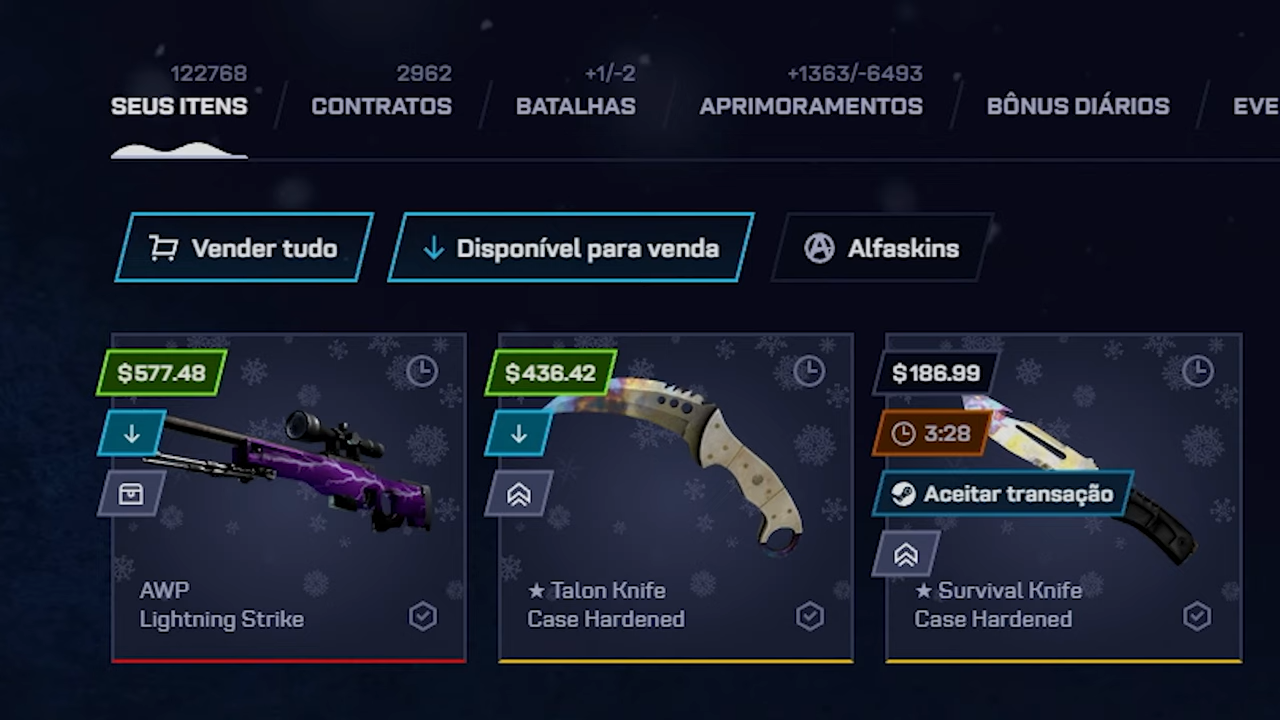 122768
2962
+1/-2
+1363/-6493
SEUS ITENS
CONTRATOS
BATALHAS
APRIMORAMENTOS
BÔNUS DIÁRIOS
EVE
Vender tudo
Disponível para venda
Alfaskins
$577.48
AWP
Lightning Strike
$436.42
★ Talon Knife
Case Hardened
$186.99
3:28
Aceitar transação
★ Survival Knife
Case Hardened